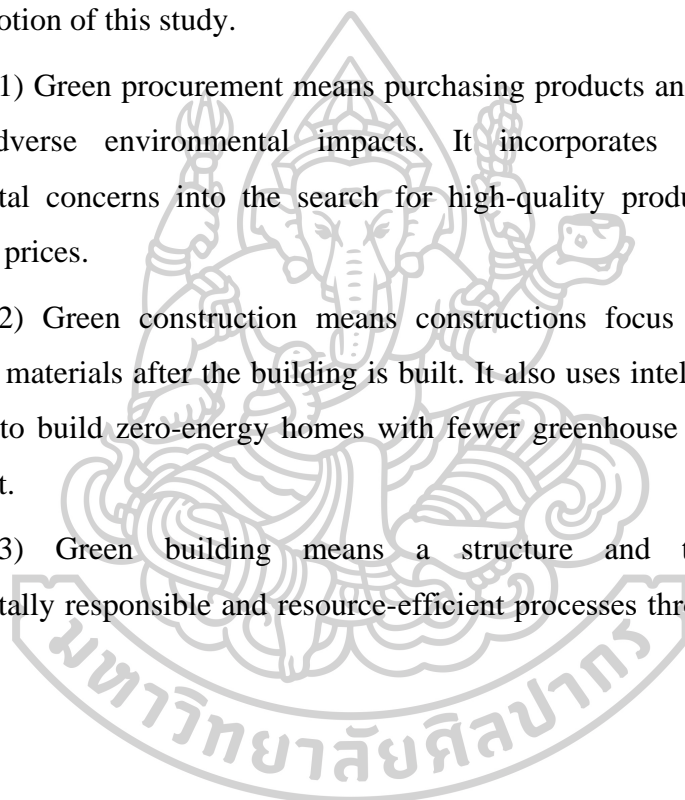 otion of this study.
1) Green procurement means purchasing products an
dverse environmental impacts. It incorporates
tal concerns into the search for high-quality produ
prices.
2) Green construction means constructions focus
materials after the building is built. It also uses intel
to build zero-energy homes with fewer greenhouse
t.
3) Green building means a structure and t
tally responsible and resource-efficient processes thr
มหาวิทยาลัยศิลปากร